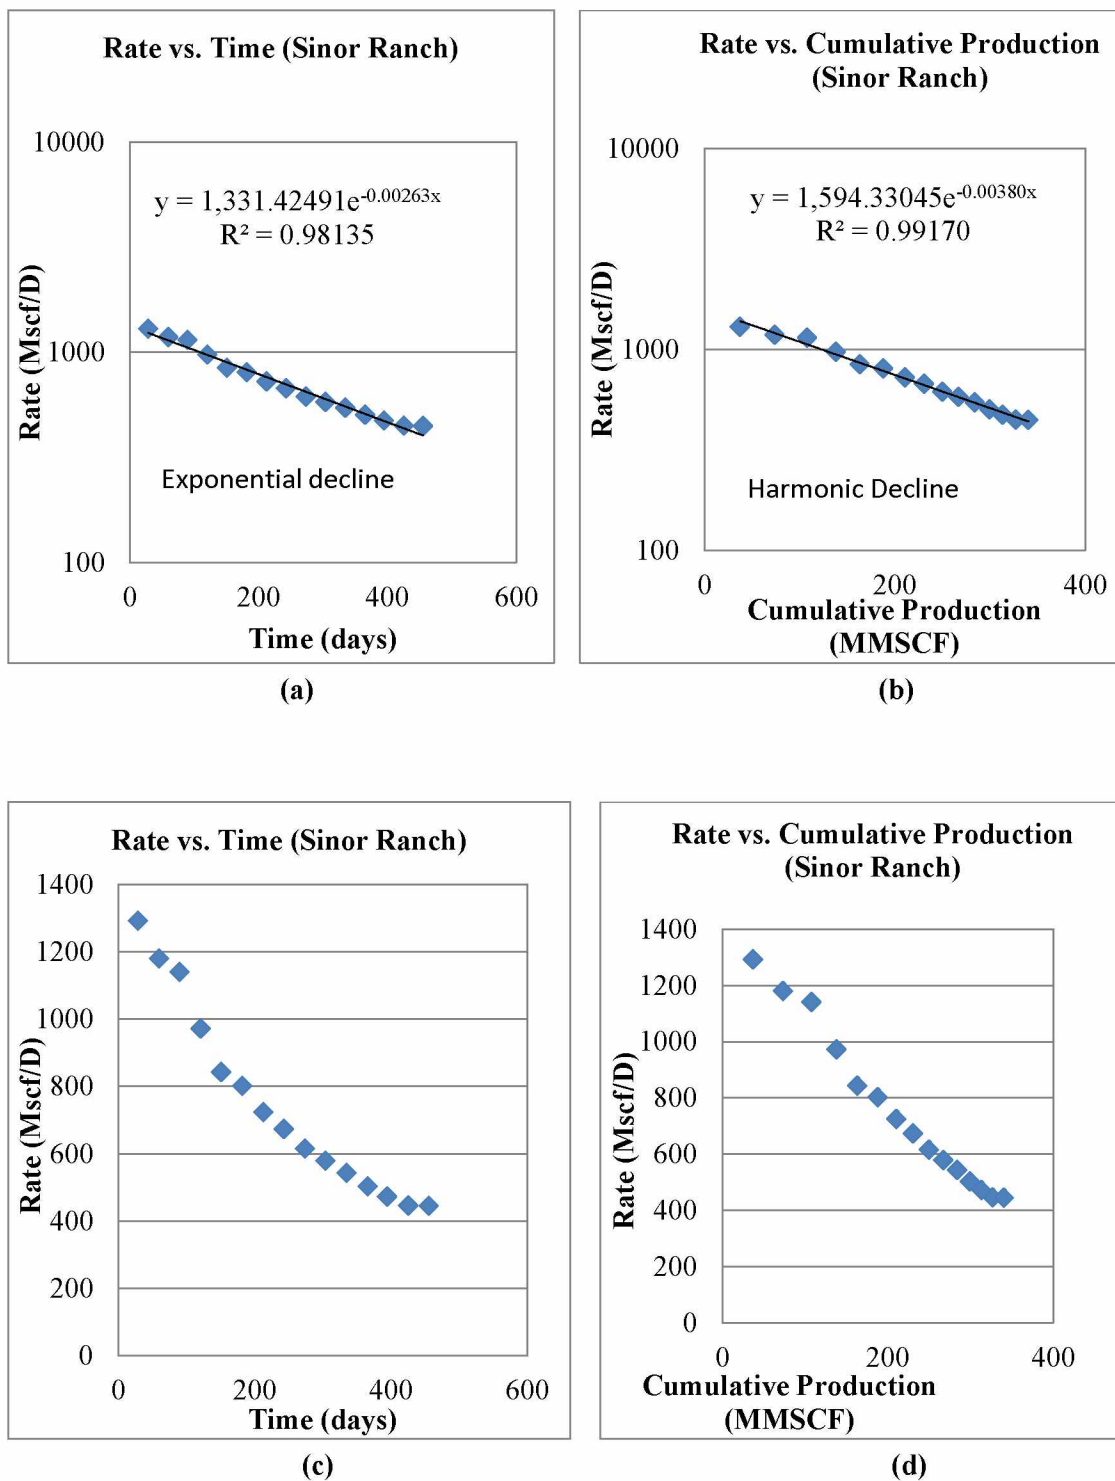 Rate vs. Time (Sinor Ranch)
10000
y = 1,331.42491e^-0.00263x
R² = 0.98135
1000
Rate (Mscf/D)
Exponential decline
100
0 200 400 600
Time (days)
(a)
Rate vs. Cumulative Production
(Sinor Ranch)
10000
y = 1,594.33045e^-0.00380x
R² = 0.99170
1000
Rate (Mscf/D)
Harmonic Decline
100
0 200 400
Cumulative Production
(MMSCF)
(b)
Rate vs. Time (Sinor Ranch)
1400
1200
1000
800
600
400
200
0
Rate (Mscf/D)
0 200 400 600
Time (days)
(c)
Rate vs. Cumulative Production
(Sinor Ranch)
1400
1200
1000
800
600
400
200
0
Rate (Mscf/D)
0 200 400
Cumulative Production
(MMSCF)
(d)